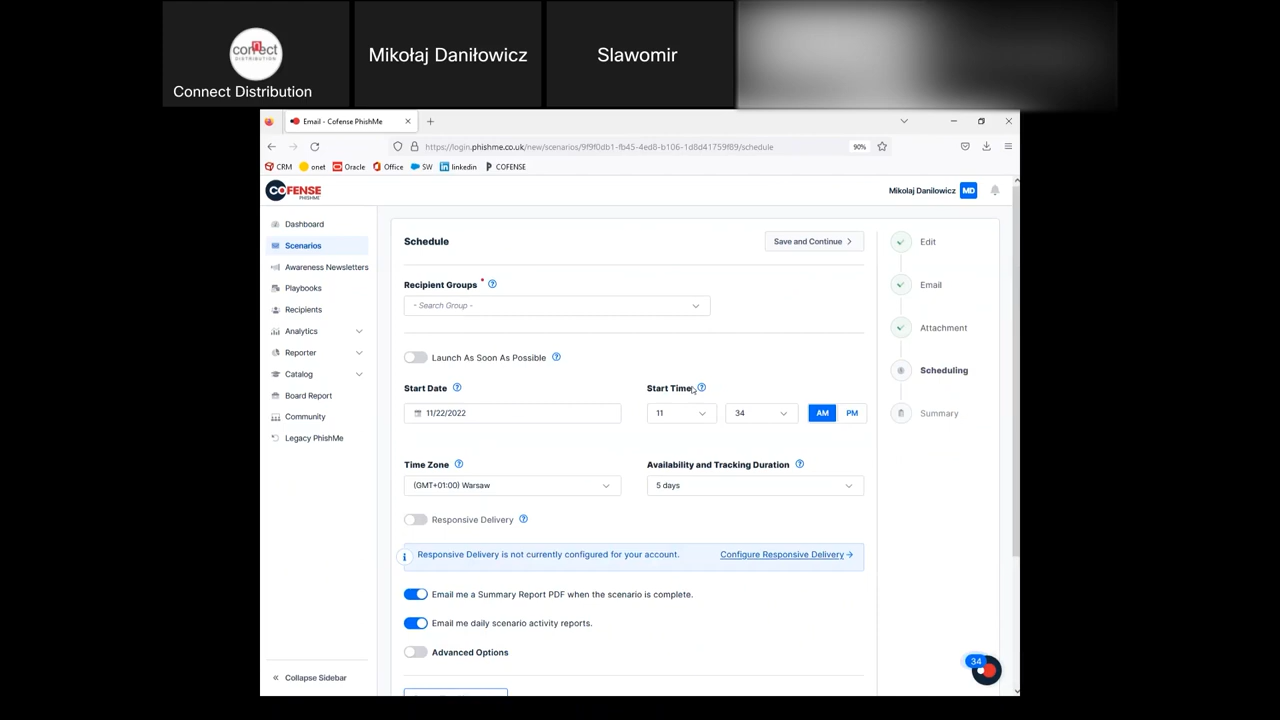 connect
DISTRIBUTION
Connect Distribution
Mikołaj Daniłowicz
Slawomir
Email - Cofense PhishMe
https://login.phishme.co.uk/new/scenarios/9f9f0db1-fb45-4ed8-b106-1d8d41759f89/schedule
90%
CRM
onet
Oracle
Office
SW
linkedin
COFENSE
COFENSE
PHISHME
Mikolaj Danilowicz
MD
Dashboard
Scenarios
Awareness Newsletters
Playbooks
Recipients
Analytics
Reporter
Catalog
Board Report
Community
Legacy PhishMe
Collapse Sidebar
Schedule
Save and Continue
Recipient Groups *
- Search Group -
Launch As Soon As Possible
Start Date
Start Time
11/22/2022
11
34
AM
PM
Time Zone
Availability and Tracking Duration
(GMT+01:00) Warsaw
5 days
Responsive Delivery
Responsive Delivery is not currently configured for your account.
Configure Responsive Delivery
Email me a Summary Report PDF when the scenario is complete.
Email me daily scenario activity reports.
Advanced Options
Edit
Email
Attachment
Scheduling
Summary
34